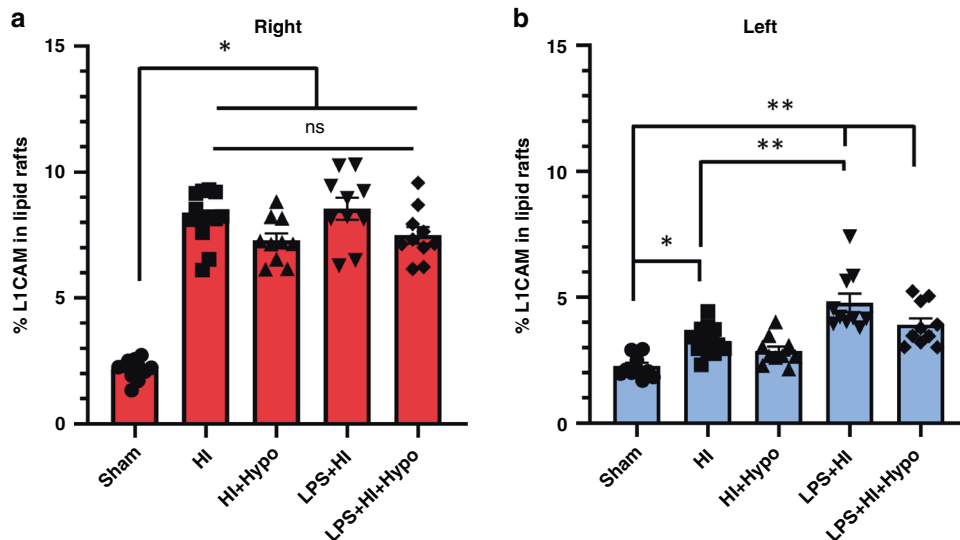 a
Right
% L1CAM in lipid rafts
15
10
5
0
*
ns
Sham
HI
HI+Hypo
LPS+HI
LPS+HI+Hypo
b
Left
% L1CAM in lipid rafts
15
10
5
0
**
**
*
Sham
HI
HI+Hypo
LPS+HI
LPS+HI+Hypo